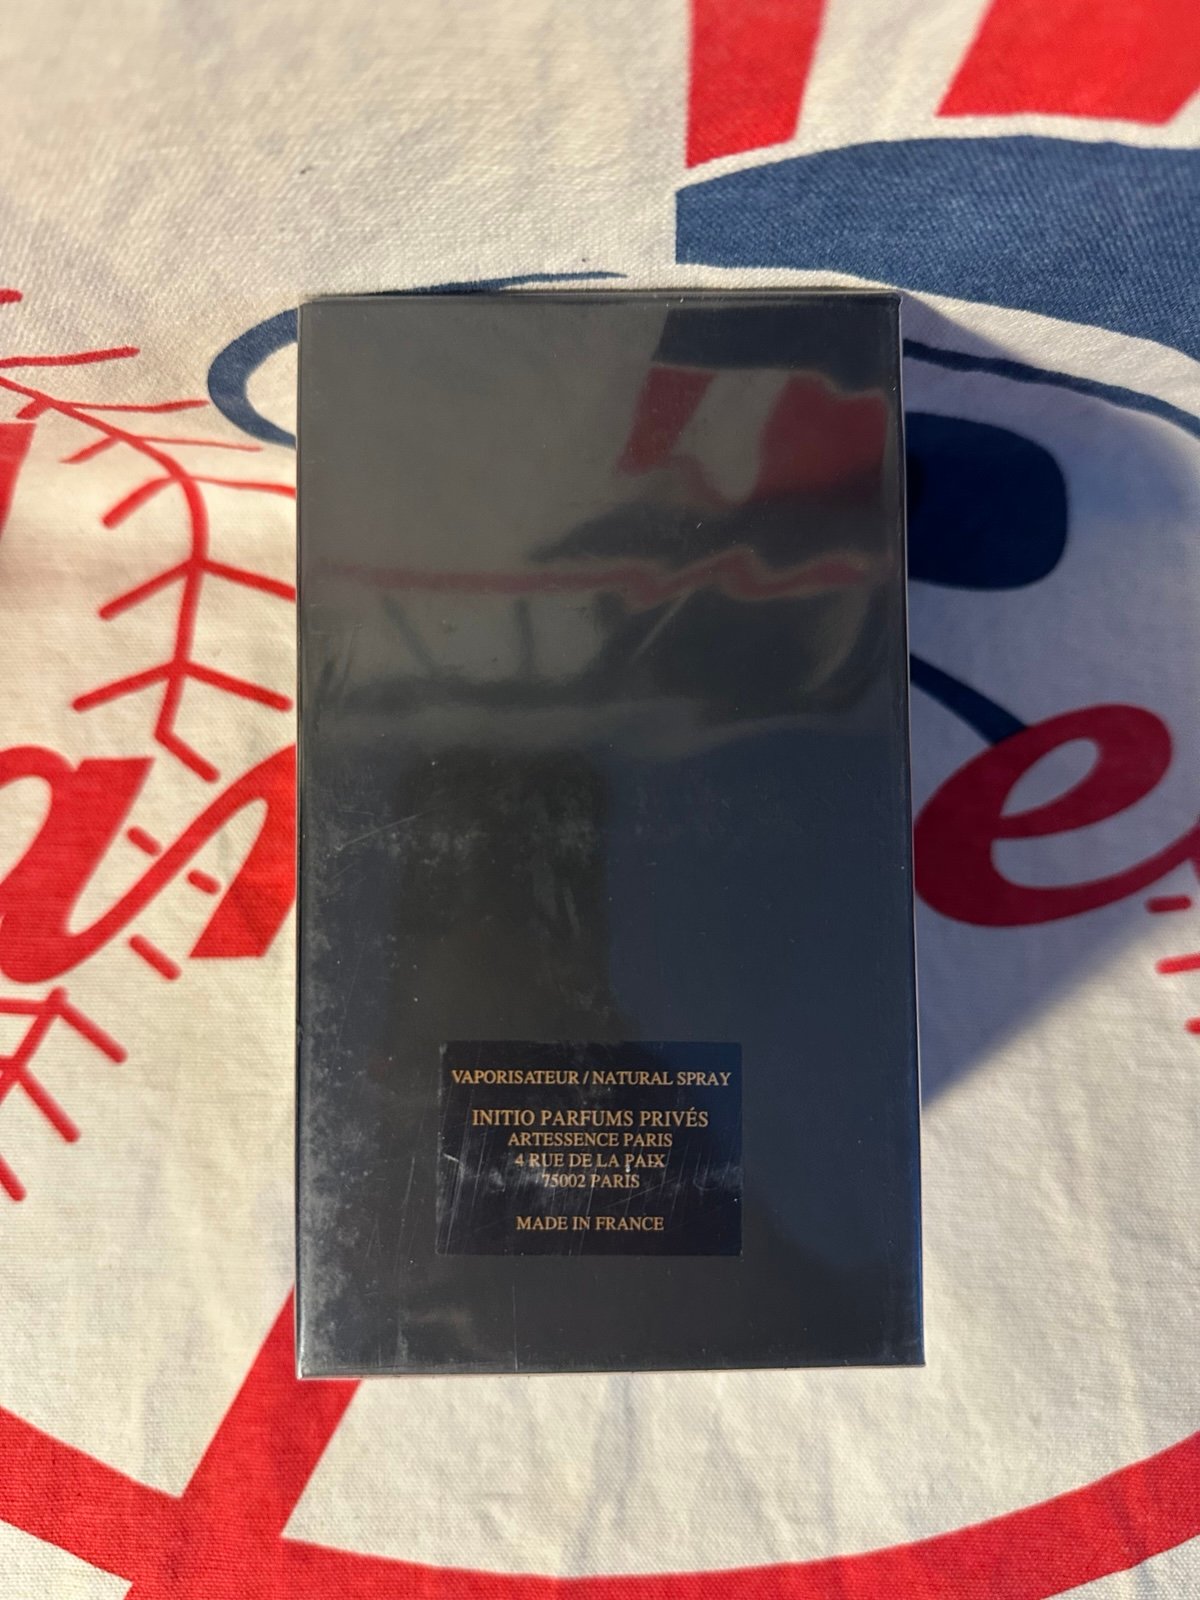 VAPORISATEUR / NATURAL SPRAY
INITIO PARFUMS PRIVÉS
ARTESSENCE PARIS
4 RUE DE LA PAIX
75002 PARIS
MADE IN FRANCE